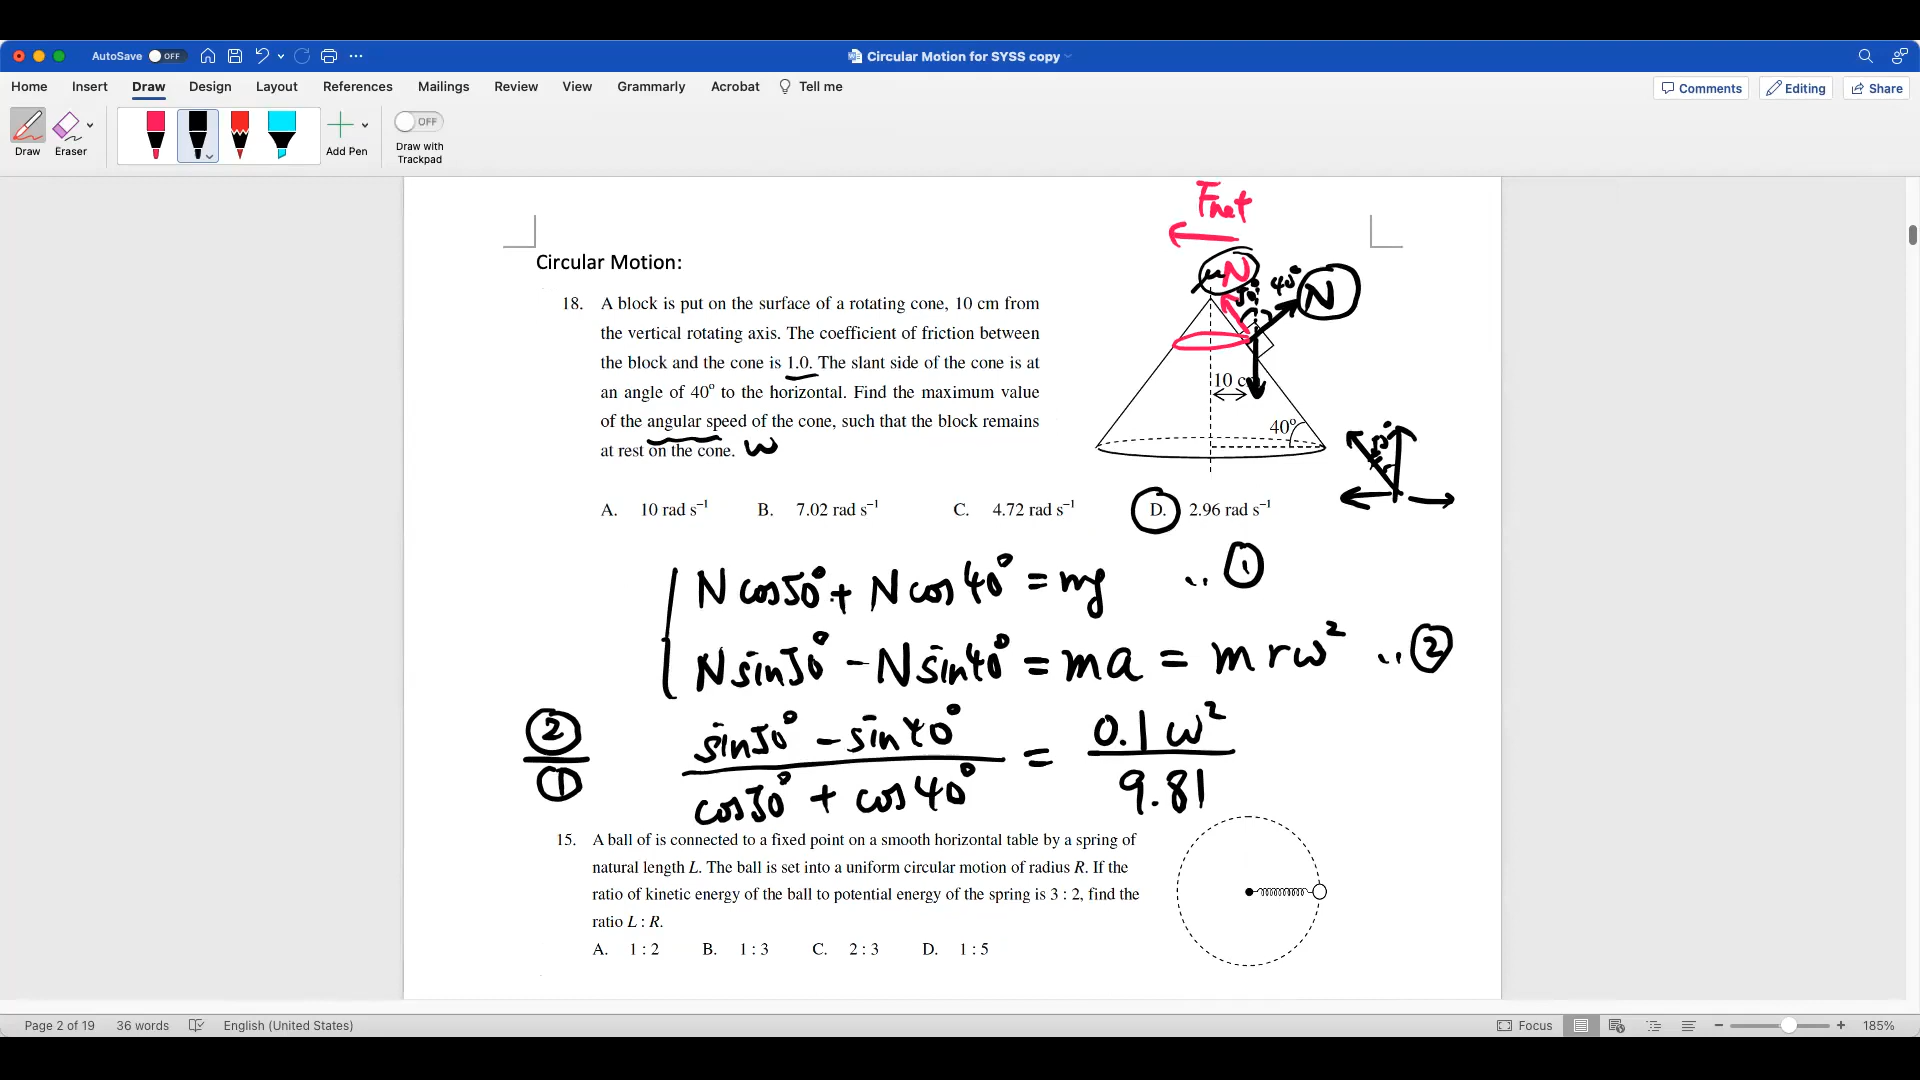 AutoSave OFF
Circular Motion for SYSS copy
Home Insert Draw Design Layout References Mailings Review View Grammarly Acrobat Tell me
Comments Editing Share
Draw Eraser Add Pen OFF Draw with Trackpad
Fnet
Circular Motion:
μN 50° 40° N
18. A block is put on the surface of a rotating cone, 10 cm from
the vertical rotating axis. The coefficient of friction between
the block and the cone is 1.0. The slant side of the cone is at
an angle of 40° to the horizontal. Find the maximum value
of the angular speed of the cone, such that the block remains
at rest on the cone. ω
10 c
40°
50°
A. 10 rad s⁻¹ B. 7.02 rad s⁻¹ C. 4.72 rad s⁻¹ D. 2.96 rad s⁻¹
N cos50° + N cos40° = mg .. ①
N sin50° - N sin40° = ma = mrω² .. ②
②/① (sin50° - sin40°)/(cos50° + cos40°) = 0.1ω²/9.81
15. A ball of is connected to a fixed point on a smooth horizontal table by a spring of
natural length L. The ball is set into a uniform circular motion of radius R. If the
ratio of kinetic energy of the ball to potential energy of the spring is 3 : 2, find the
ratio L : R.
A. 1 : 2 B. 1 : 3 C. 2 : 3 D. 1 : 5
Page 2 of 19 36 words English (United States) Focus 185%